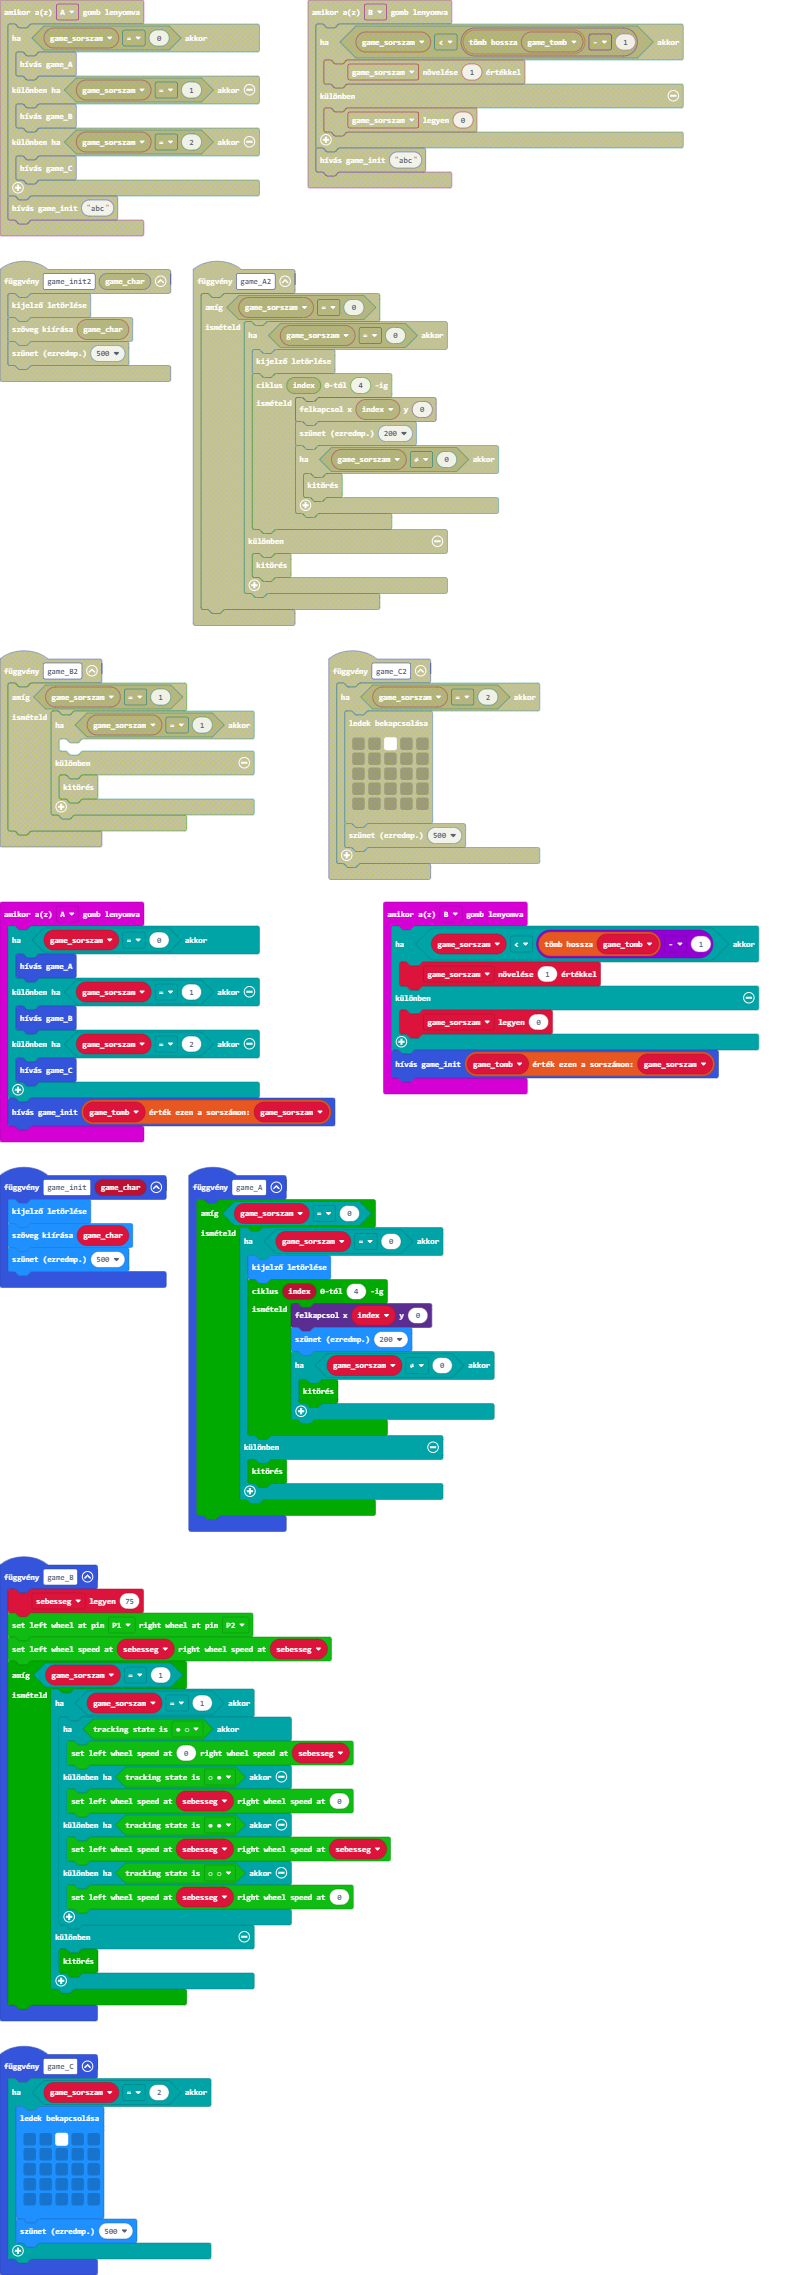 amikor a(z) A gomb lenyomva
ha game_sorszam = 0 akkor
hívás game_A
különben ha game_sorszam = 1 akkor
hívás game_B
különben ha game_sorszam = 2 akkor
hívás game_C
hívás game_init "abc"
amikor a(z) B gomb lenyomva
ha game_sorszam < tömb hossza game_tomb - 1 akkor
game_sorszam növelése 1 értékkel
különben
game_sorszam legyen 0
hívás game_init "abc"
függvény game_init2 game_char
kijelző letörlése
szöveg kiírása game_char
szünet (ezredmp.) 500
függvény game_A2
amíg game_sorszam = 0
ismételd
ha game_sorszam = 0 akkor
kijelző letörlése
ciklus index 0-tól 4 -ig
ismételd
felkapcsol x index y 0
szünet (ezredmp.) 200
ha game_sorszam ≠ 0 akkor
kitörés
különben
kitörés
függvény game_B2
amíg game_sorszam = 1
ismételd
ha game_sorszam = 1 akkor
különben
kitörés
függvény game_C2
ha game_sorszam = 2 akkor
ledek bekapcsolása
szünet (ezredmp.) 500
amikor a(z) A gomb lenyomva
ha game_sorszam = 0 akkor
hívás game_A
különben ha game_sorszam = 1 akkor
hívás game_B
különben ha game_sorszam = 2 akkor
hívás game_C
hívás game_init game_tomb érték ezen a sorszámon: game_sorszam
amikor a(z) B gomb lenyomva
ha game_sorszam < tömb hossza game_tomb - 1 akkor
game_sorszam növelése 1 értékkel
különben
game_sorszam legyen 0
hívás game_init game_tomb érték ezen a sorszámon: game_sorszam
függvény game_init game_char
kijelző letörlése
szöveg kiírása game_char
szünet (ezredmp.) 500
függvény game_A
amíg game_sorszam = 0
ismételd
ha game_sorszam = 0 akkor
kijelző letörlése
ciklus index 0-tól 4 -ig
ismételd
felkapcsol x index y 0
szünet (ezredmp.) 200
ha game_sorszam ≠ 0 akkor
kitörés
különben
kitörés
függvény game_B
sebesseg legyen 75
set left wheel at pin P1 right wheel at pin P2
set left wheel speed at sebesseg right wheel speed at sebesseg
amíg game_sorszam = 1
ismételd
ha game_sorszam = 1 akkor
ha tracking state is ● ○ akkor
set left wheel speed at 0 right wheel speed at sebesseg
különben ha tracking state is ○ ● akkor
set left wheel speed at sebesseg right wheel speed at 0
különben ha tracking state is ● ● akkor
set left wheel speed at sebesseg right wheel speed at sebesseg
különben ha tracking state is ○ ○ akkor
set left wheel speed at sebesseg right wheel speed at 0
különben
kitörés
függvény game_C
ha game_sorszam = 2 akkor
ledek bekapcsolása
szünet (ezredmp.) 500